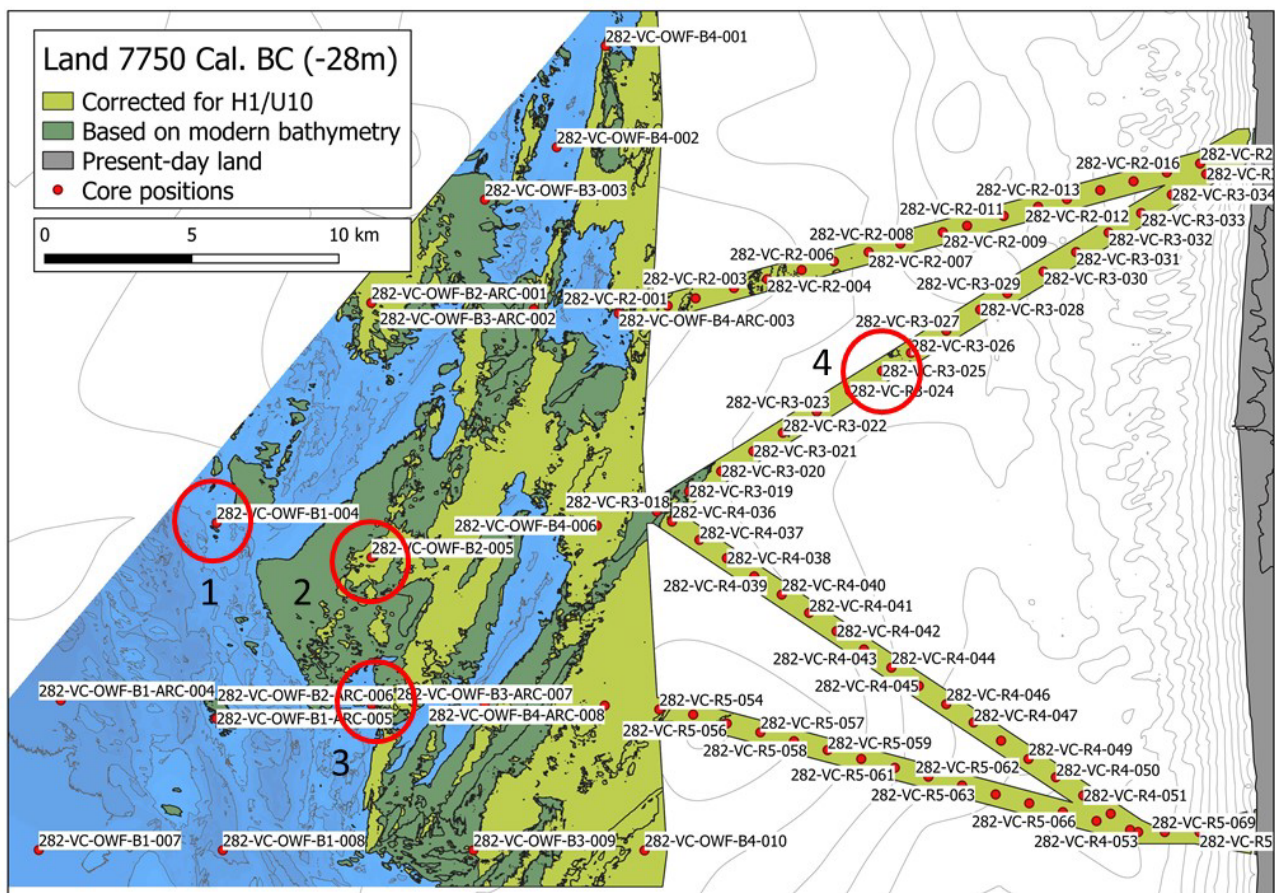 Land 7750 Cal. BC (-28m)
Corrected for H1/U10
Based on modern bathymetry
Present-day land
Core positions
0 5 10 km
282-VC-OWF-B4-001
282-VC-OWF-B4-002
282-VC-OWF-B3-003
282-VC-R2-016
282-VC-R2-013
282-VC-R3-034
282-VC-R2-011
282-VC-R2-012
282-VC-R3-033
282-VC-R2-008
282-VC-R2-009
282-VC-R3-032
282-VC-R2-006
282-VC-R2-007
282-VC-R3-031
282-VC-R2-003
282-VC-R2-004
282-VC-R3-030
282-VC-R3-029
282-VC-OWF-B2-ARC-001
282-VC-R2-001
282-VC-OWF-B3-ARC-002
282-VC-OWF-B4-ARC-003
282-VC-R3-028
282-VC-R3-027
282-VC-R3-026
4
282-VC-R3-025
282-VC-R3-024
282-VC-R3-023
282-VC-R3-022
282-VC-R3-021
282-VC-R3-020
282-VC-R3-019
282-VC-R3-018
282-VC-OWF-B1-004
282-VC-OWF-B4-006
282-VC-R4-036
282-VC-R4-037
282-VC-OWF-B2-005
282-VC-R4-038
1
2
282-VC-R4-039
282-VC-R4-040
282-VC-R4-041
282-VC-R4-042
282-VC-R4-043
282-VC-R4-044
282-VC-R4-045
282-VC-R4-046
282-VC-OWF-B1-ARC-004
282-VC-OWF-B2-ARC-006
282-VC-OWF-B3-ARC-007
282-VC-R5-054
282-VC-OWF-B1-ARC-005
282-VC-OWF-B4-ARC-008
282-VC-R4-047
282-VC-R5-056
282-VC-R5-057
282-VC-R5-058
282-VC-R5-059
3
282-VC-R4-049
282-VC-R5-061
282-VC-R5-062
282-VC-R4-050
282-VC-R5-063
282-VC-R4-051
282-VC-R5-066
282-VC-R5-069
282-VC-R4-053
282-VC-R5
282-VC-OWF-B1-007
282-VC-OWF-B1-008
282-VC-OWF-B3-009
282-VC-OWF-B4-010